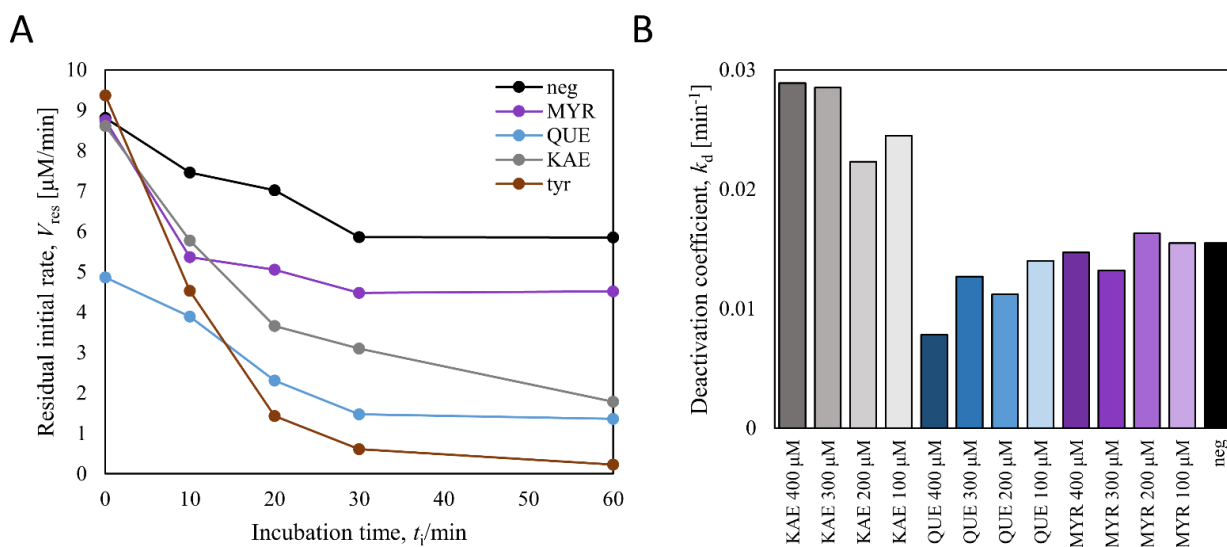 A
Residual initial rate, Vres [µM/min]
10
9
8
7
6
5
4
3
2
1
0
0 10 20 30 40 50 60
Incubation time, ti/min
neg
MYR
QUE
KAE
tyr
B
Deactivation coefficient, kd [min-1]
0.03
0.02
0.01
0
KAE 400 µM
KAE 300 µM
KAE 200 µM
KAE 100 µM
QUE 400 µM
QUE 300 µM
QUE 200 µM
QUE 100 µM
MYR 400 µM
MYR 300 µM
MYR 200 µM
MYR 100 µM
neg